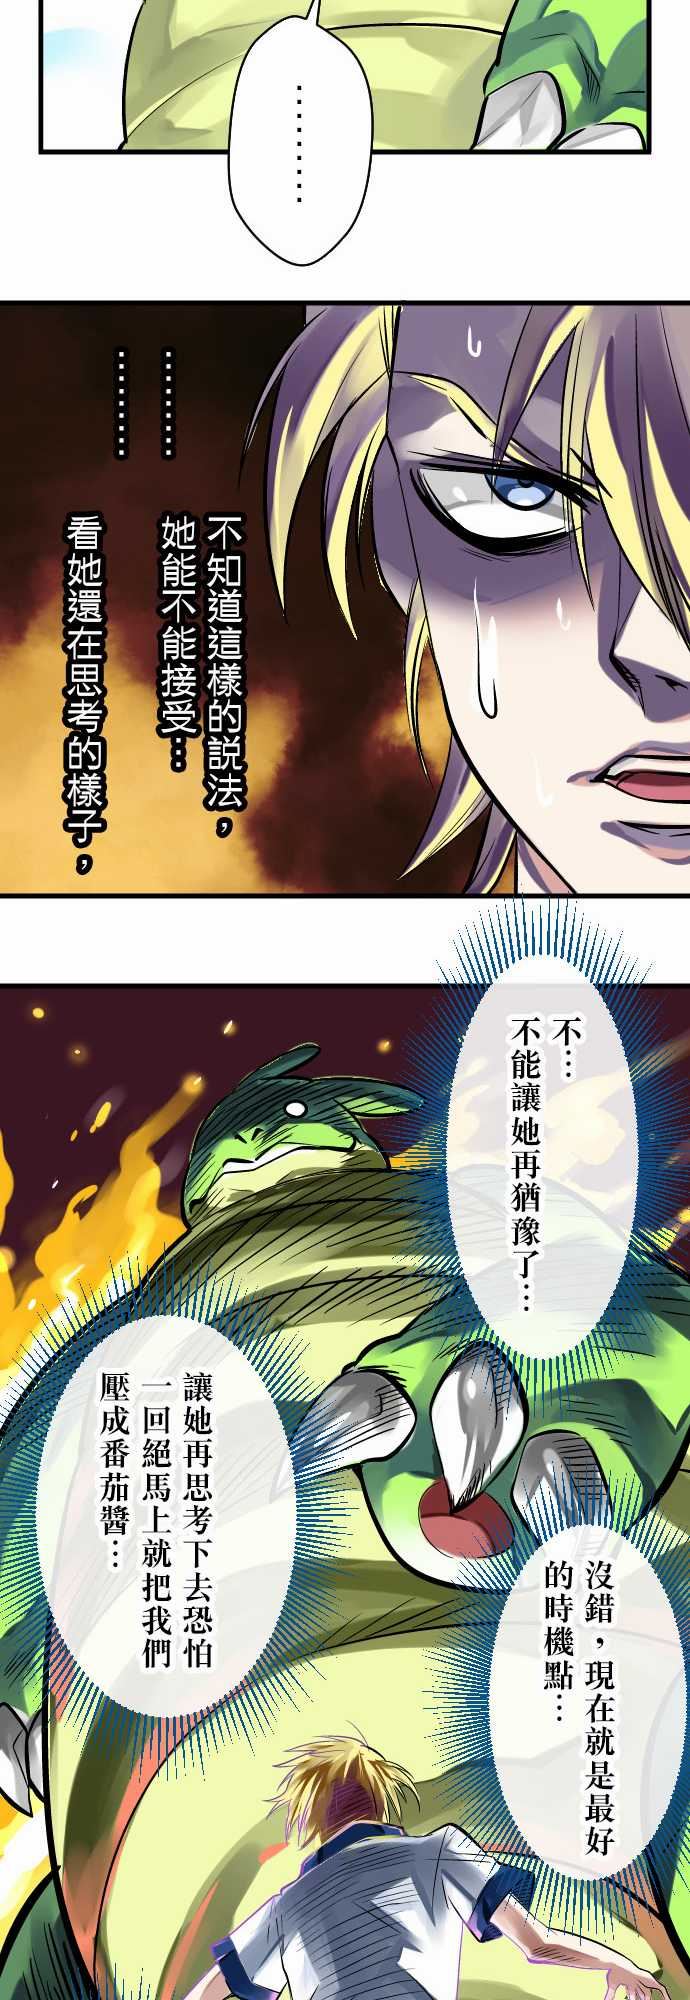 ………
………
不知道這樣的說法，
她能不能接受…
………
看她還在思考的樣子，
不…
不能讓她再猶豫了…
讓她再思考下去恐怕
一回絕馬上就把我們
壓成番茄醬…
沒錯，現在就是最好
的時機點…